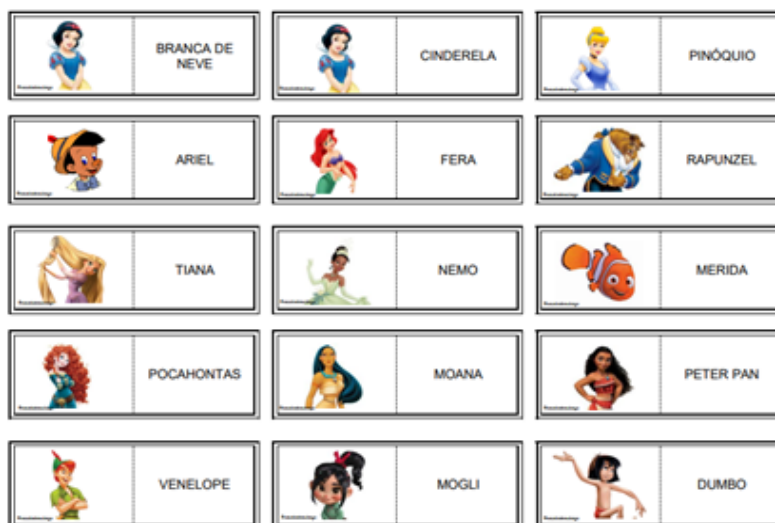 BRANCA DE
NEVE
CINDERELA
PINÓQUIO
ARIEL
FERA
RAPUNZEL
TIANA
NEMO
MERIDA
POCAHONTAS
MOANA
PETER PAN
VENELOPE
MOGLI
DUMBO